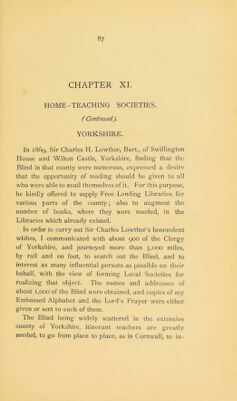 87
CHAPTER XI.
HOME-TEACHING SOCIETIES.
(Continued).
YORKSHIRE.
In 1869, Sir Charles H. Lowther, Bart., of Swillington
House and Wilton Castle, Yorkshire, finding that the
Blind in that county were numerous, expressed a desire
that the opportunity of reading should be given to all
who were able to avail themselves of it. For this purpose,
he kindly offered to supply Free Lending Libraries for
various parts of the county; also to augment the
number of books, where they were needed, in the
Libraries which already existed.
In order to carry out Sir Charles Lowther's benevolent
wishes, I communicated with about 900 of the Clergy
of Yorkshire, and journeyed more than 5,000 miles,
by rail and on foot, to search out the Blind, and to
interest as many influential persons as possible on their
behalf, with the view of forming Local Societies for
realizing that object. The names and addresses of
about 1,000 of the Blind were obtained, and copies of my
Embossed Alphabet and the Lord's Prayer were either
given or sent to each of them.
The Blind being widely scattered in the extensive
county of Yorkshire, itinerant teachers are greatly
needed, to go from place to place, as in Cornwall, to in-